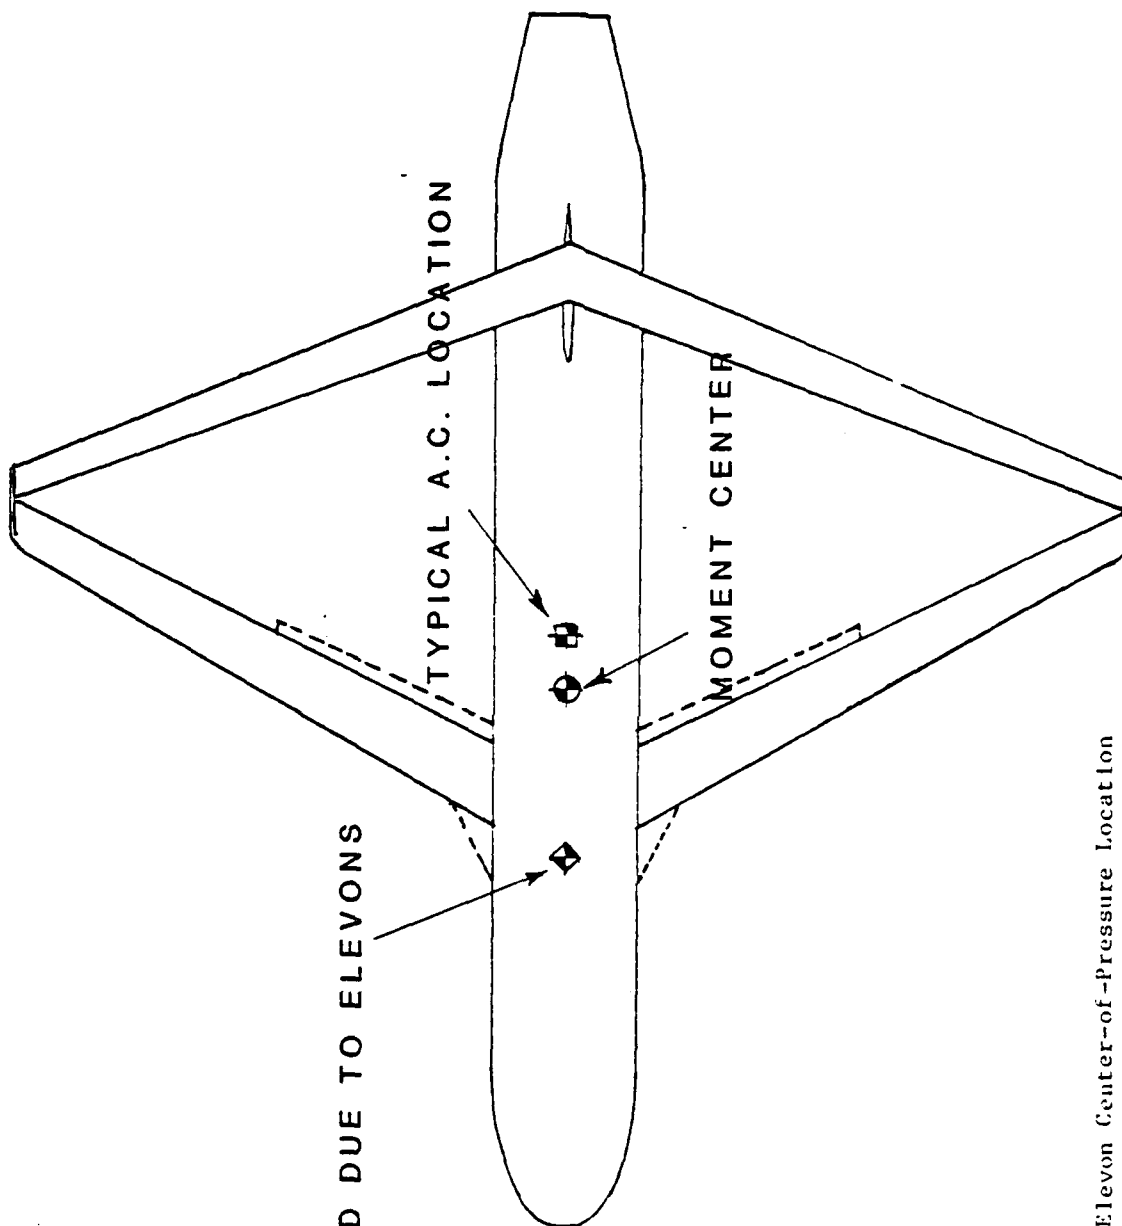 D DUE TO ELEVONS
TYPICAL A.C. LOCATION
MOMENT CENTER
Elevon Center-of-Pressure Location